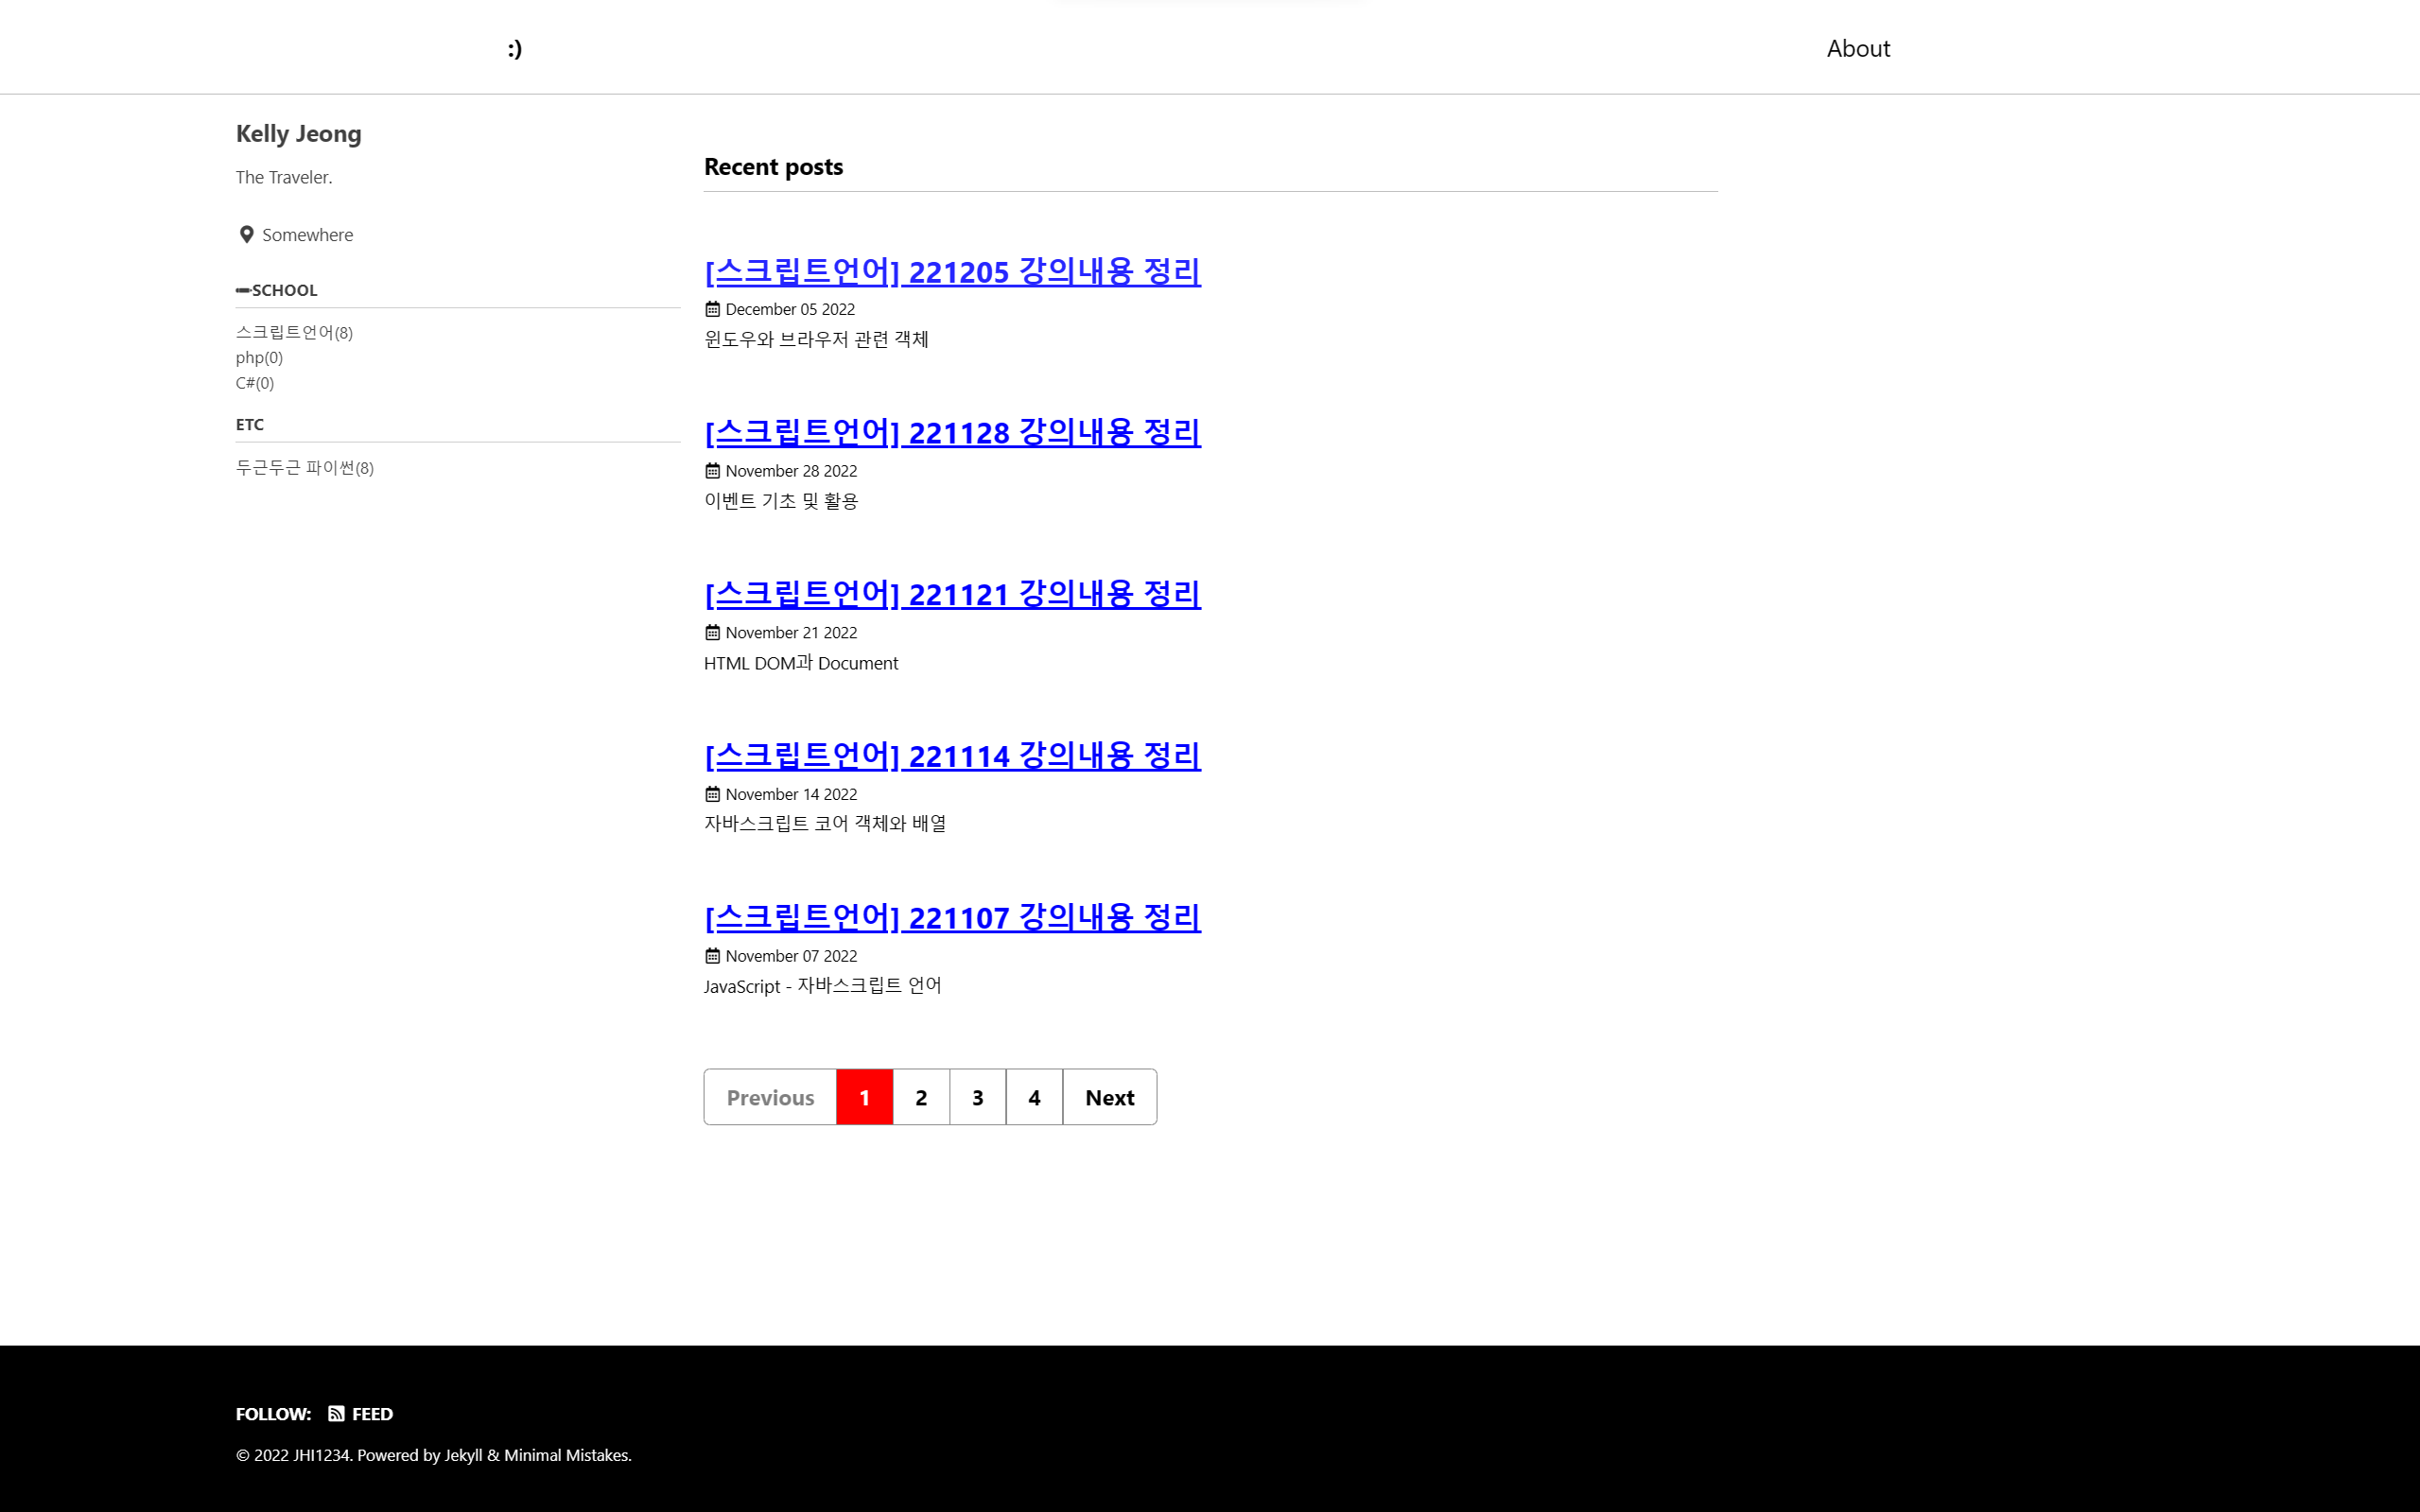 :)
About
Kelly Jeong
The Traveler.
Somewhere
SCHOOL
스크립트언어(8)
php(0)
C#(0)
ETC
두근두근 파이썬(8)
Recent posts
[스크립트언어] 221205 강의내용 정리
December 05 2022
윈도우와 브라우저 관련 객체
[스크립트언어] 221128 강의내용 정리
November 28 2022
이벤트 기초 및 활용
[스크립트언어] 221121 강의내용 정리
November 21 2022
HTML DOM과 Document
[스크립트언어] 221114 강의내용 정리
November 14 2022
자바스크립트 코어 객체와 배열
[스크립트언어] 221107 강의내용 정리
November 07 2022
JavaScript - 자바스크립트 언어
Previous 1 2 3 4 Next
FOLLOW: FEED
© 2022 JHI1234. Powered by Jekyll & Minimal Mistakes.